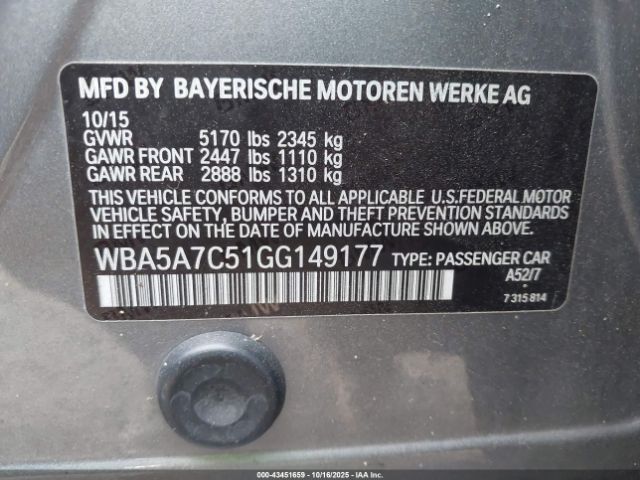 MFD BY BAYERISCHE MOTOREN WERKE AG
10/15
GVWR 5170 lbs 2345 kg
GAWR FRONT 2447 lbs 1110 kg
GAWR REAR 2888 lbs 1310 kg
THIS VEHICLE CONFORMS TO ALL APPLICABLE U.S.FEDERAL MOTOR
VEHICLE SAFETY, BUMPER AND THEFT PREVENTION STANDARDS
IN EFFECT ON THE DATE OF MANUFACTURE SHOWN ABOVE.
WBA5A7C51GG149177 TYPE: PASSENGER CAR
A52/7
7 315 814
000-43451659 | 10/16/2025 | IAAI.COM